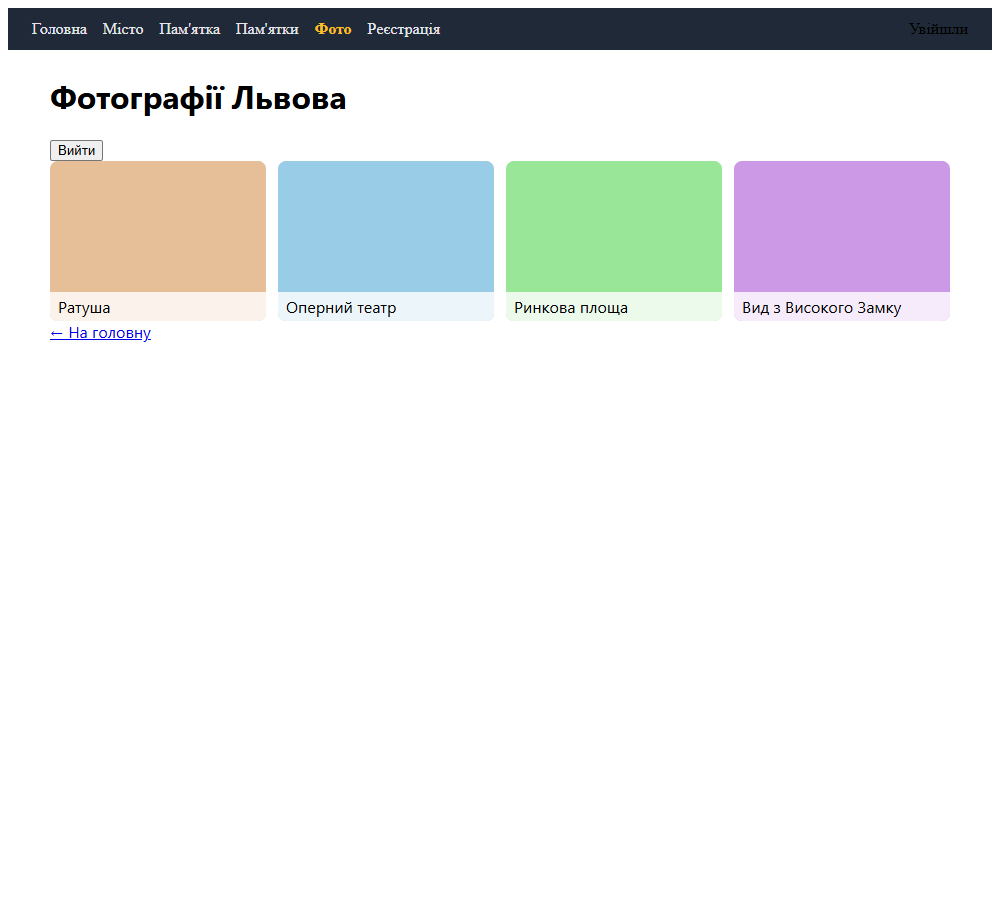 Головна Місто Пам'ятка Пам'ятки Фото Реєстрація Увійшли
Фотографії Львова
Вийти
Ратуша Оперний театр Ринкова площа Вид з Високого Замку
← На головну